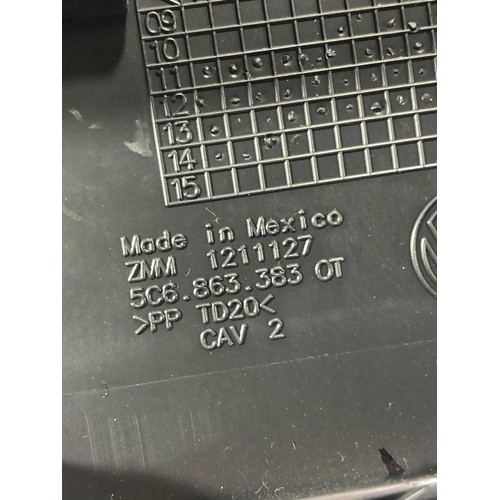 09
10
11
12
13
14
15
Made in Mexico
ZMM 1211127
5C6.863.383 OT
>PP TD20<
CAV 2